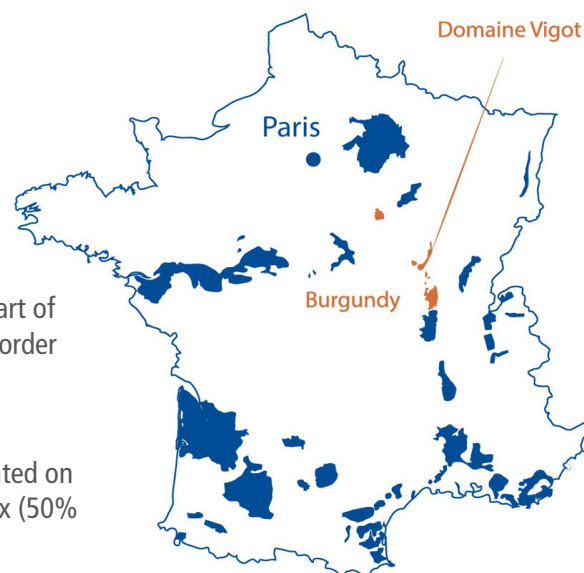 Domaine Vigot
Paris
Burgundy
art of
order
ted on
x (50%